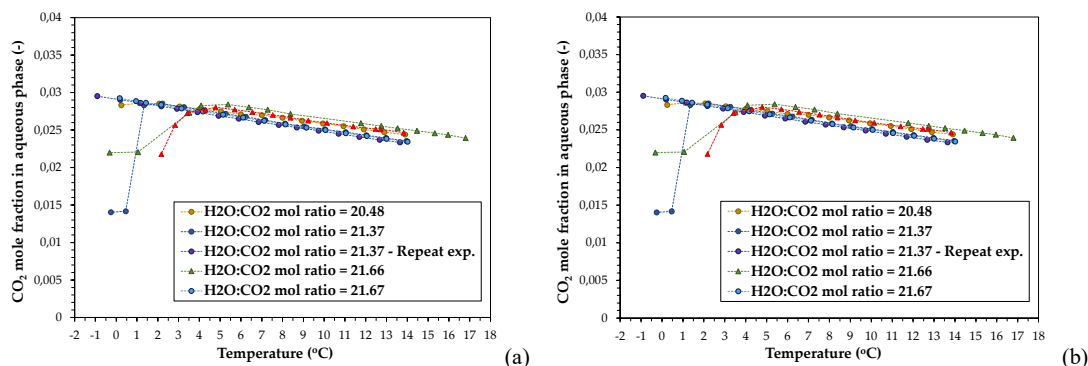 0,04
0,03
0,025
0,02
0,015
0,01
0,005
0
CO2 mole fraction in aqueous phase (-)
H2O:CO2 mol ratio = 20.48
H2O:CO2 mol ratio = 21.37
H2O:CO2 mol ratio = 21.37 - Repeat exp.
H2O:CO2 mol ratio = 21.66
H2O:CO2 mol ratio = 21.67
-2 -1 0 1 2 3 4 5 6 7 8 9 10 11 12 13 14 15 16 17 18
Temperature (oC)
(a)
0,04
0,03
0,025
0,02
0,015
0,01
0,005
0
CO2 mole fraction in aqueous phase (-)
H2O:CO2 mol ratio = 20.48
H2O:CO2 mol ratio = 21.37
H2O:CO2 mol ratio = 21.37 - Repeat exp.
H2O:CO2 mol ratio = 21.66
H2O:CO2 mol ratio = 21.67
-2 -1 0 1 2 3 4 5 6 7 8 9 10 11 12 13 14 15 16 17 18
Temperature (oC)
(b)